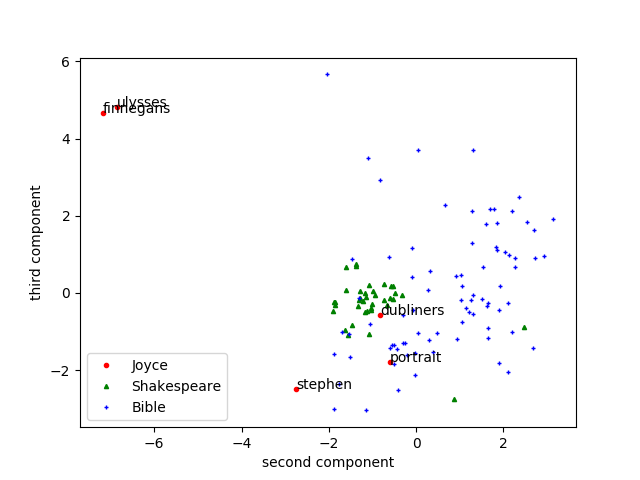 6
4
2
0
−2
−6
−4
−2
0
2
third component
second component
ulysses
finnegans
dubliners
portrait
stephen
Joyce
Shakespeare
Bible